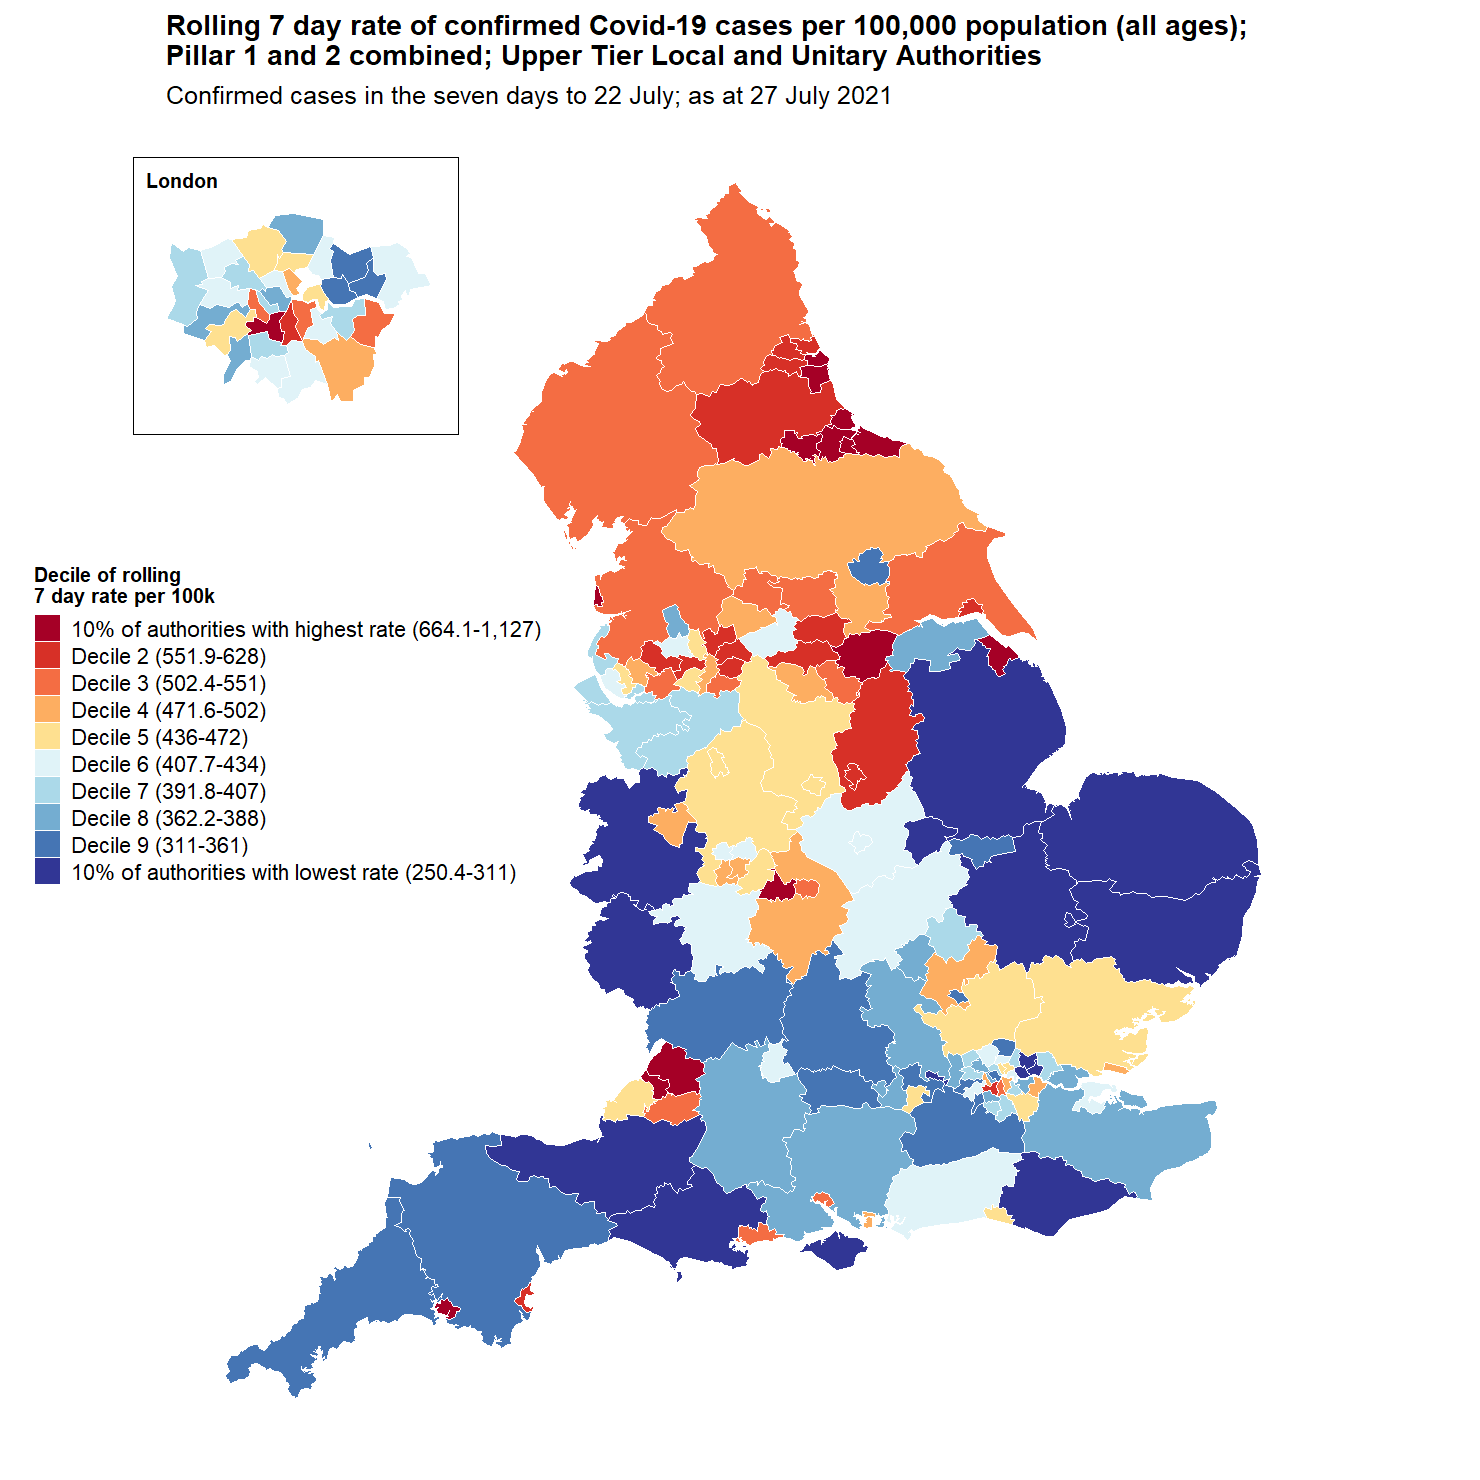 Rolling 7 day rate of confirmed Covid-19 cases per 100,000 population (all ages);
Pillar 1 and 2 combined; Upper Tier Local and Unitary Authorities
Confirmed cases in the seven days to 22 July; as at 27 July 2021
London
Decile of rolling
7 day rate per 100k
10% of authorities with highest rate (664.1-1,127)
Decile 2 (551.9-628)
Decile 3 (502.4-551)
Decile 4 (471.6-502)
Decile 5 (436-472)
Decile 6 (407.7-434)
Decile 7 (391.8-407)
Decile 8 (362.2-388)
Decile 9 (311-361)
10% of authorities with lowest rate (250.4-311)